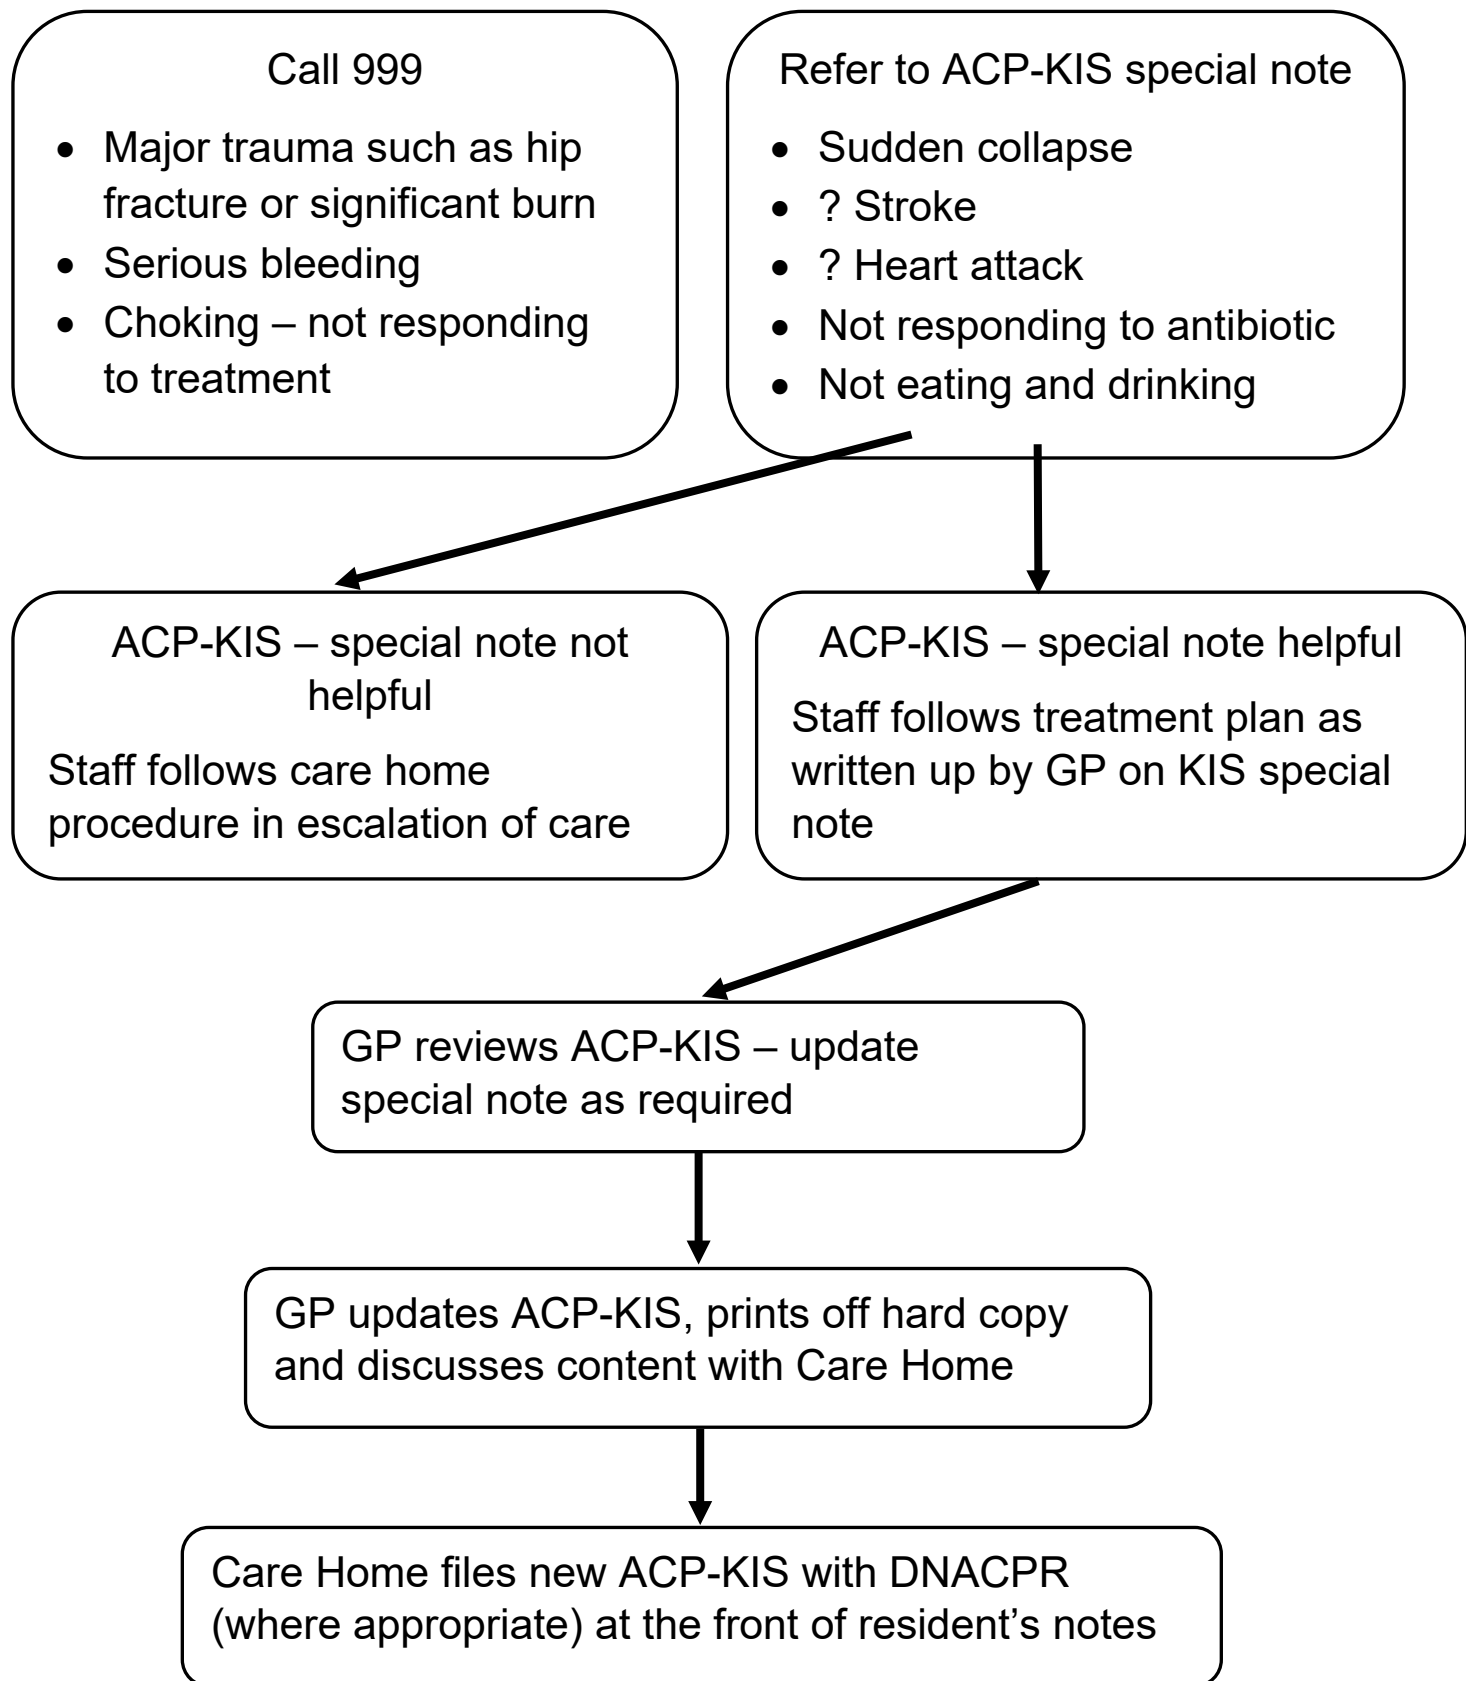 Call 999
• Major trauma such as hip
fracture or significant burn
• Serious bleeding
• Choking – not responding
to treatment
Refer to ACP-KIS special note
• Sudden collapse
• ? Stroke
• ? Heart attack
• Not responding to antibiotic
• Not eating and drinking
ACP-KIS – special note not
helpful
Staff follows care home
procedure in escalation of care
ACP-KIS – special note helpful
Staff follows treatment plan as
written up by GP on KIS special
note
GP reviews ACP-KIS – update
special note as required
GP updates ACP-KIS, prints off hard copy
and discusses content with Care Home
Care Home files new ACP-KIS with DNACPR
(where appropriate) at the front of resident’s notes